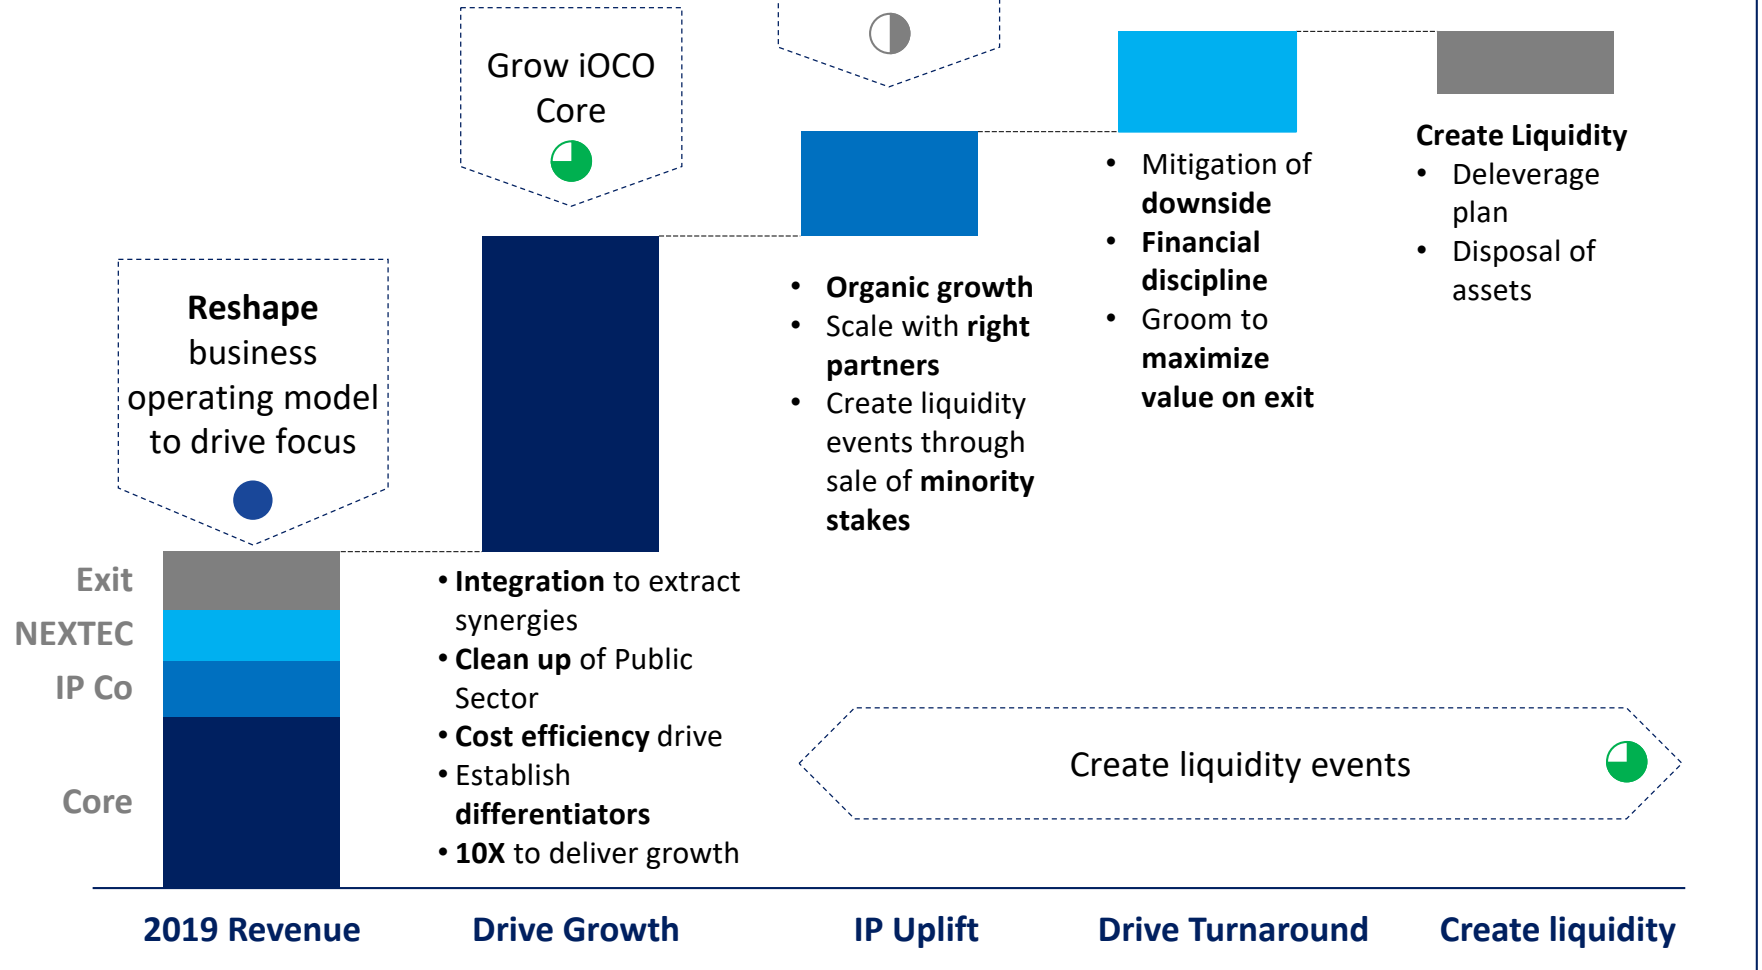 Grow iOCO
Core
Reshape
business
operating model
to drive focus
Exit
NEXTEC
IP Co
Core
• Integration to extract
synergies
• Clean up of Public
Sector
• Cost efficiency drive
• Establish
differentiators
• 10X to deliver growth
• Organic growth
• Scale with right
partners
• Create liquidity
events through
sale of minority
stakes
• Mitigation of
downside
• Financial
discipline
• Groom to
maximize
value on exit
Create Liquidity
• Deleverage
plan
• Disposal of
assets
Create liquidity events
2019 Revenue
Drive Growth
IP Uplift
Drive Turnaround
Create liquidity